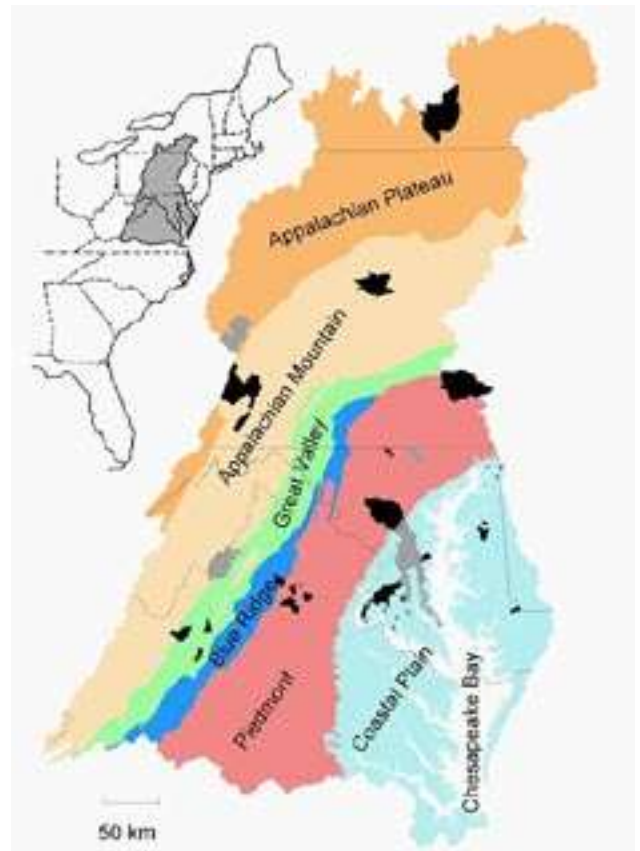 Appalachian Plateau
Appalachian Mountain
Great Valley
Blue Ridge
Piedmont
Coastal Plain
Chesapeake Bay
50 km